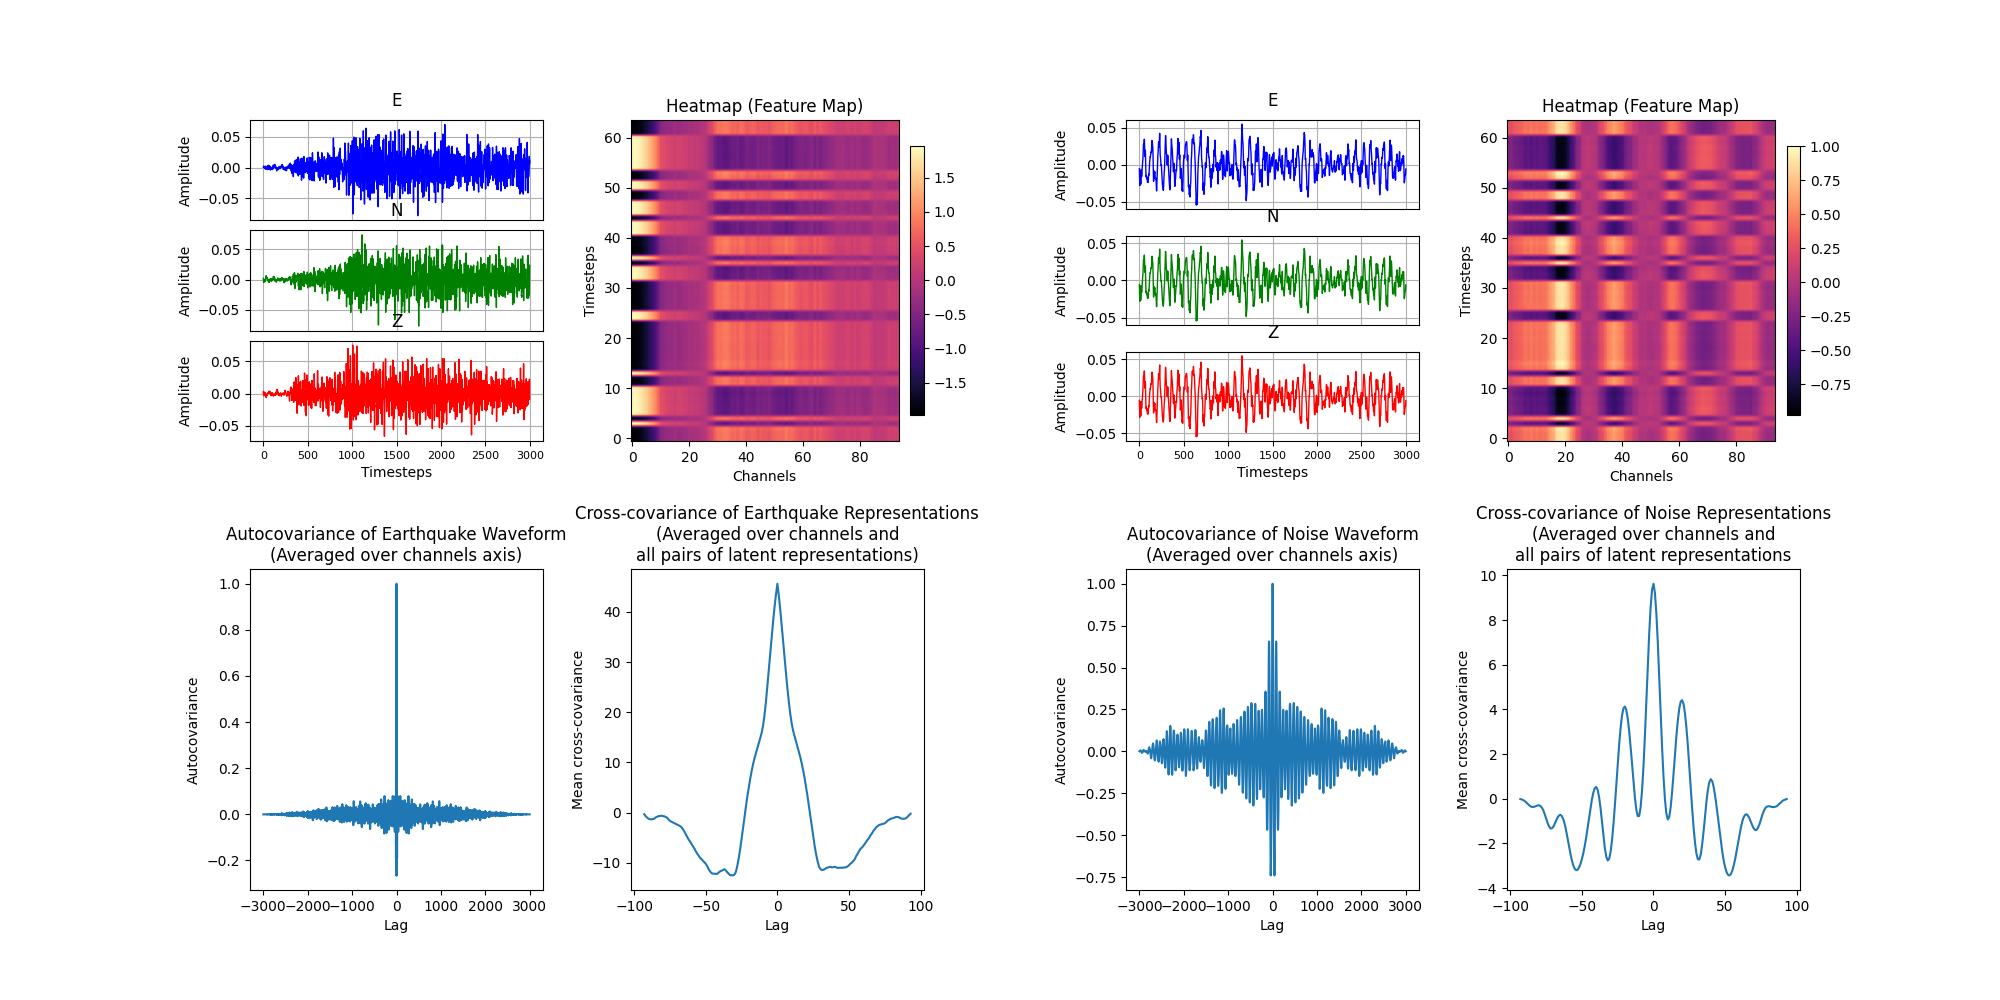 E
Amplitude
0.05
0.00
−0.05
N
Amplitude
0.05
0.00
−0.05
Z
Amplitude
0.05
0.00
−0.05
0 500 1000 1500 2000 2500 3000
Timesteps
Heatmap (Feature Map)
Timesteps
60
50
40
30
20
10
0
0 20 40 60 80
Channels
1.5
1.0
0.5
0.0
−0.5
−1.0
−1.5
E
Amplitude
0.05
0.00
−0.05
N
Amplitude
0.05
0.00
−0.05
Z
Amplitude
0.05
0.00
−0.05
0 500 1000 1500 2000 2500 3000
Timesteps
Heatmap (Feature Map)
Timesteps
60
50
40
30
20
10
0
0 20 40 60 80
Channels
1.00
0.75
0.50
0.25
0.00
−0.25
−0.50
−0.75
Autocovariance of Earthquake Waveform
(Averaged over channels axis)
Autocovariance
1.0
0.8
0.6
0.4
0.2
0.0
−0.2
−3000 −2000 −1000 0 1000 2000 3000
Lag
Cross-covariance of Earthquake Representations
(Averaged over channels and
all pairs of latent representations)
Mean cross-covariance
40
30
20
10
0
−10
−100 −50 0 50 100
Lag
Autocovariance of Noise Waveform
(Averaged over channels axis)
Autocovariance
1.00
0.75
0.50
0.25
0.00
−0.25
−0.50
−0.75
−3000 −2000 −1000 0 1000 2000 3000
Lag
Cross-covariance of Noise Representations
(Averaged over channels and
all pairs of latent representations
Mean cross-covariance
10
8
6
4
2
0
−2
−4
−100 −50 0 50 100
Lag